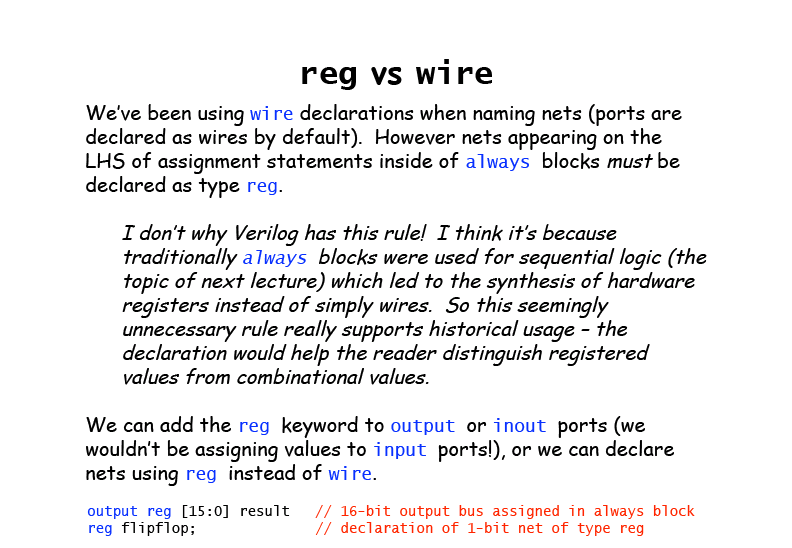 reg vs wire
We've been using wire declarations when naming nets (ports are
declared as wires by default).  However nets appearing on the
LHS of assignment statements inside of always blocks must be
declared as type reg.
I don't why Verilog has this rule!  I think it's because
traditionally always blocks were used for sequential logic (the
topic of next lecture) which led to the synthesis of hardware
registers instead of simply wires.  So this seemingly
unnecessary rule really supports historical usage – the
declaration would help the reader distinguish registered
values from combinational values.
We can add the reg keyword to output or inout ports (we
wouldn't be assigning values to input ports!), or we can declare
nets using reg instead of wire.
output reg [15:0] result   // 16-bit output bus assigned in always block
reg flipflop;              // declaration of 1-bit net of type reg